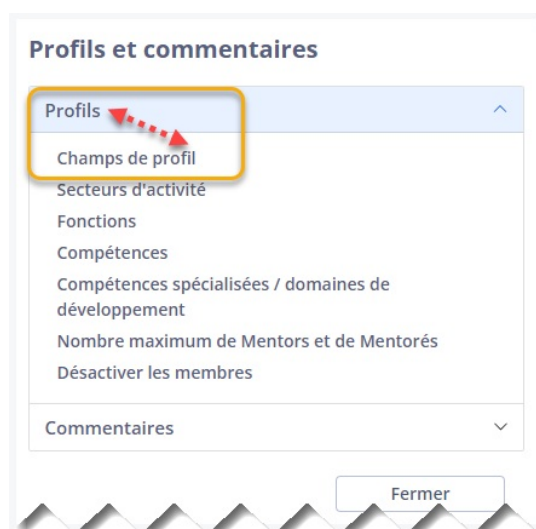 Profils et commentaires
Profils
Champs de profil
Secteurs d'activité
Fonctions
Compétences
Compétences spécialisées / domaines de
développement
Nombre maximum de Mentors et de Mentorés
Désactiver les membres
Commentaires
Fermer